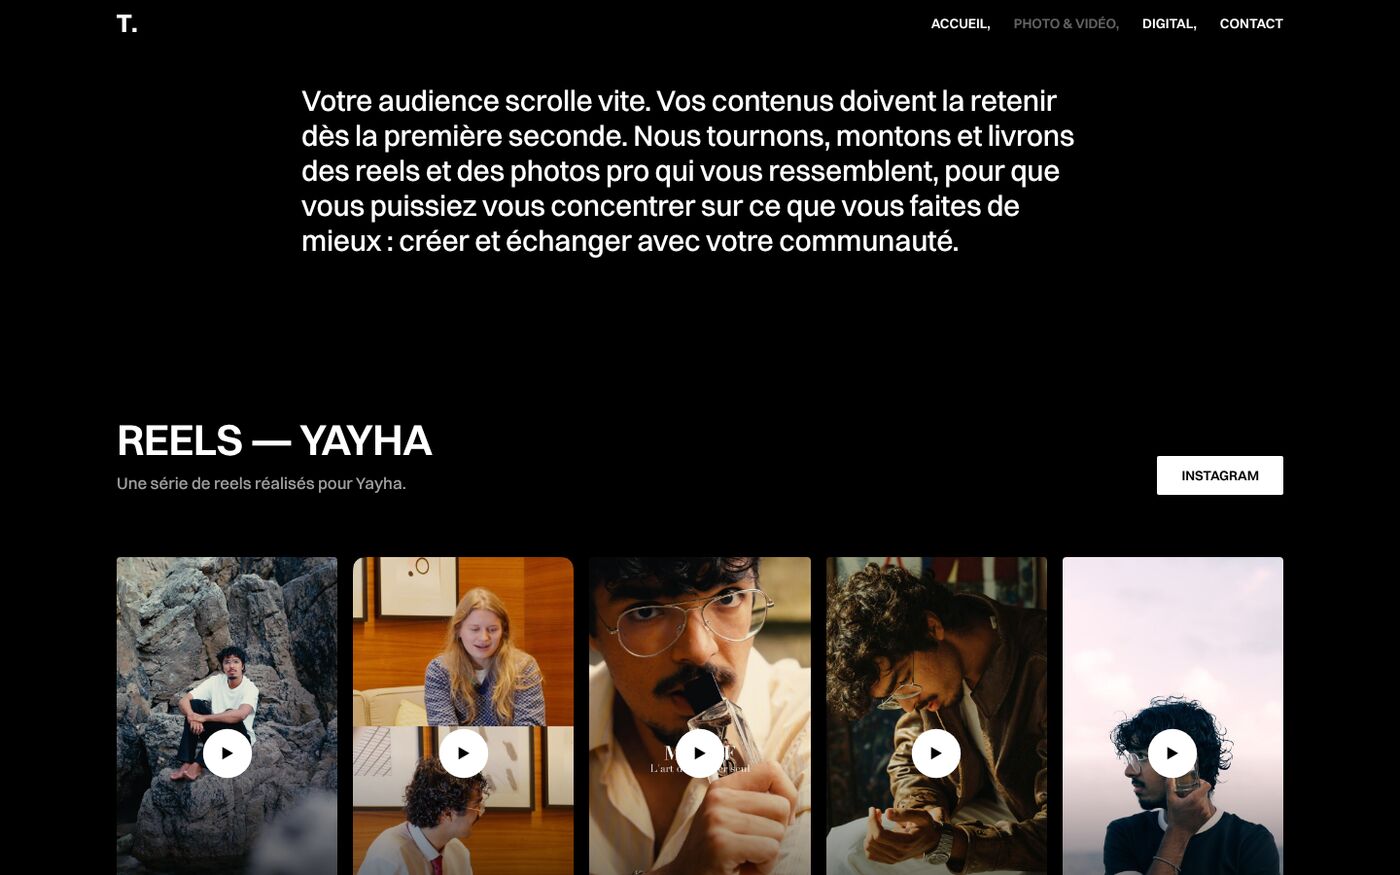 T.
ACCUEIL, PHOTO & VIDÉO, DIGITAL, CONTACT
Votre audience scrolle vite. Vos contenus doivent la retenir
dès la première seconde. Nous tournons, montons et livrons
des reels et des photos pro qui vous ressemblent, pour que
vous puissiez vous concentrer sur ce que vous faites de
mieux : créer et échanger avec votre communauté.
REELS — YAYHA
Une série de reels réalisés pour Yayha.
INSTAGRAM
L'art seul